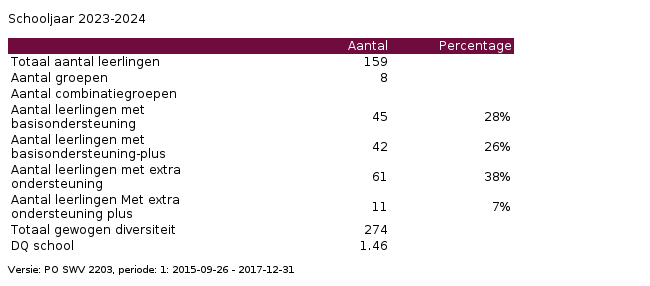 Schooljaar 2023-2024
Aantal Percentage
Totaal aantal leerlingen 159
Aantal groepen 8
Aantal combinatiegroepen
Aantal leerlingen met
basisondersteuning 45 28%
Aantal leerlingen met
basisondersteuning-plus 42 26%
Aantal leerlingen met extra
ondersteuning 61 38%
Aantal leerlingen Met extra
ondersteuning plus 11 7%
Totaal gewogen diversiteit 274
DQ school 1.46
Versie: PO SWV 2203, periode: 1: 2015-09-26 - 2017-12-31